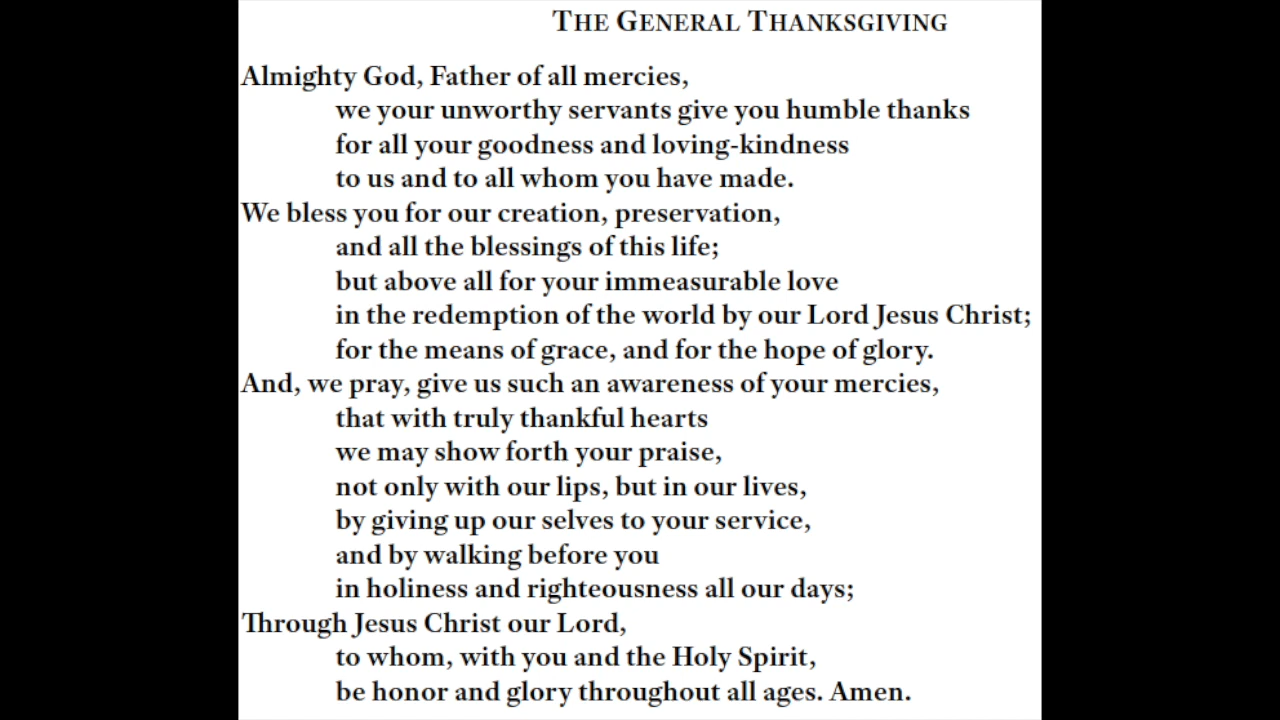 THE GENERAL THANKSGIVING
Almighty God, Father of all mercies,
we your unworthy servants give you humble thanks
for all your goodness and loving-kindness
to us and to all whom you have made.
We bless you for our creation, preservation,
and all the blessings of this life;
but above all for your immeasurable love
in the redemption of the world by our Lord Jesus Christ;
for the means of grace, and for the hope of glory.
And, we pray, give us such an awareness of your mercies,
that with truly thankful hearts
we may show forth your praise,
not only with our lips, but in our lives,
by giving up our selves to your service,
and by walking before you
in holiness and righteousness all our days;
Through Jesus Christ our Lord,
to whom, with you and the Holy Spirit,
be honor and glory throughout all ages. Amen.